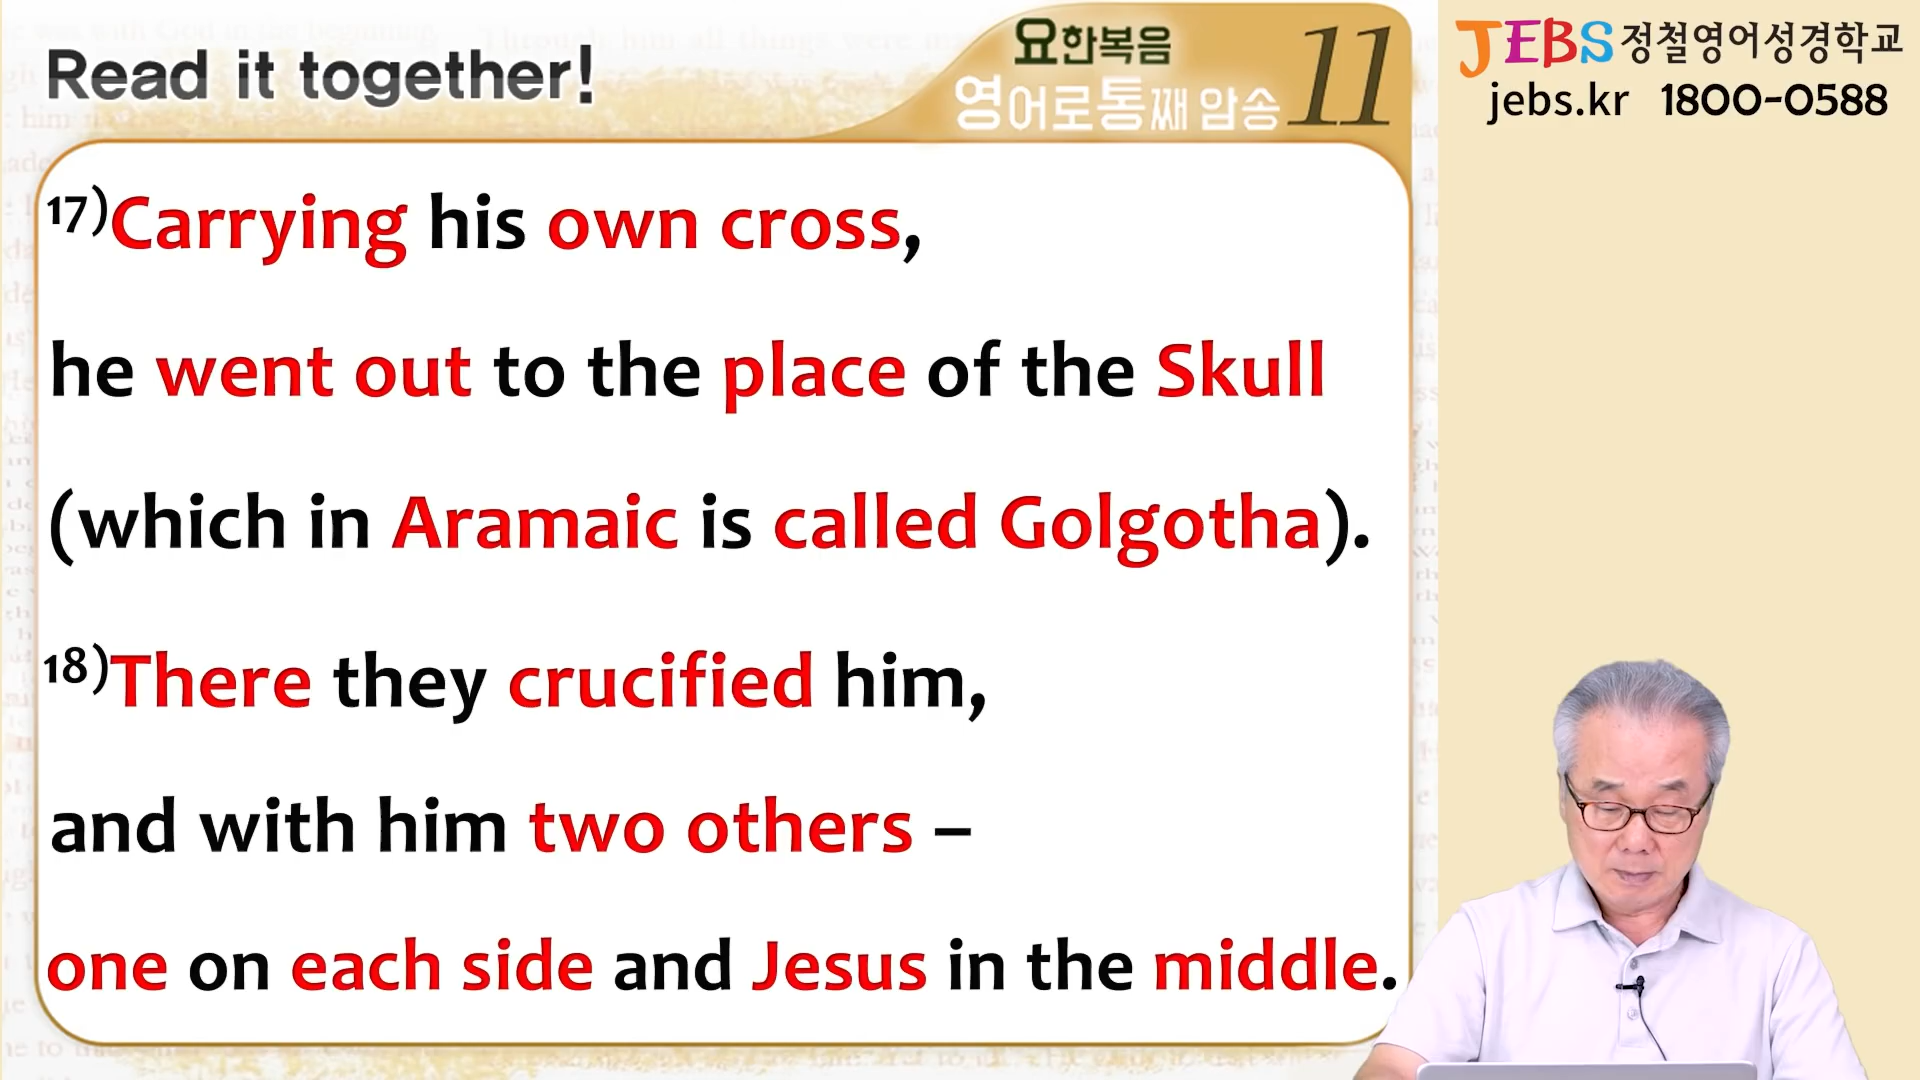 Read it together!
요한복음
영어로통째암송 11
JEBS 정철영어성경학교
jebs.kr 1800-0588
17)Carrying his own cross,
he went out to the place of the Skull
(which in Aramaic is called Golgotha).
18)There they crucified him,
and with him two others –
one on each side and Jesus in the middle.